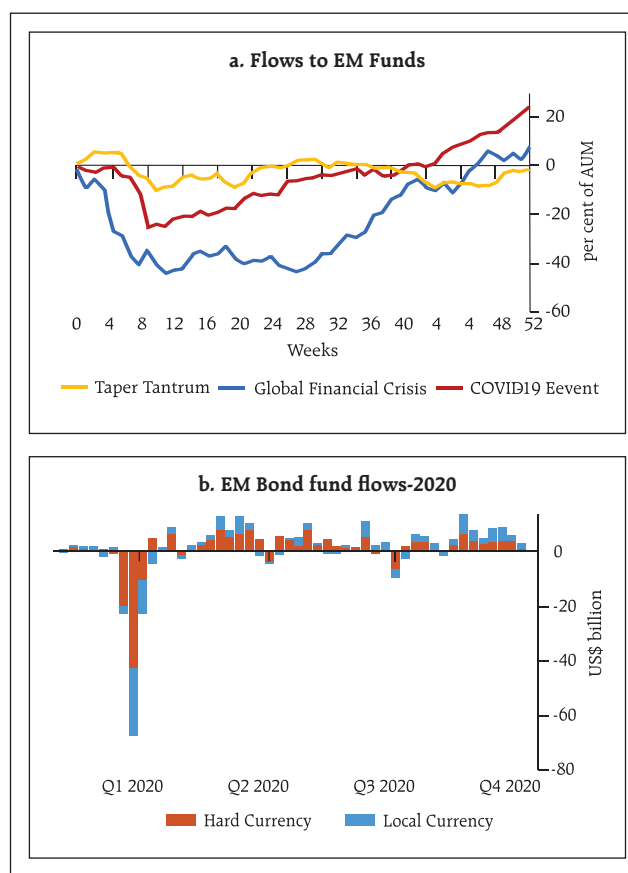 a. Flows to EM Funds
20
0
-20
-40
-60
per cent of AUM
0 4 8 12 16 20 24 28 32 36 40 4 4 48 52
Weeks
Taper Tantrum Global Financial Crisis COVID19 Eevent
b. EM Bond fund flows-2020
0
-20
-40
-60
-80
US$ billion
Q1 2020 Q2 2020 Q3 2020 Q4 2020
Hard Currency Local Currency